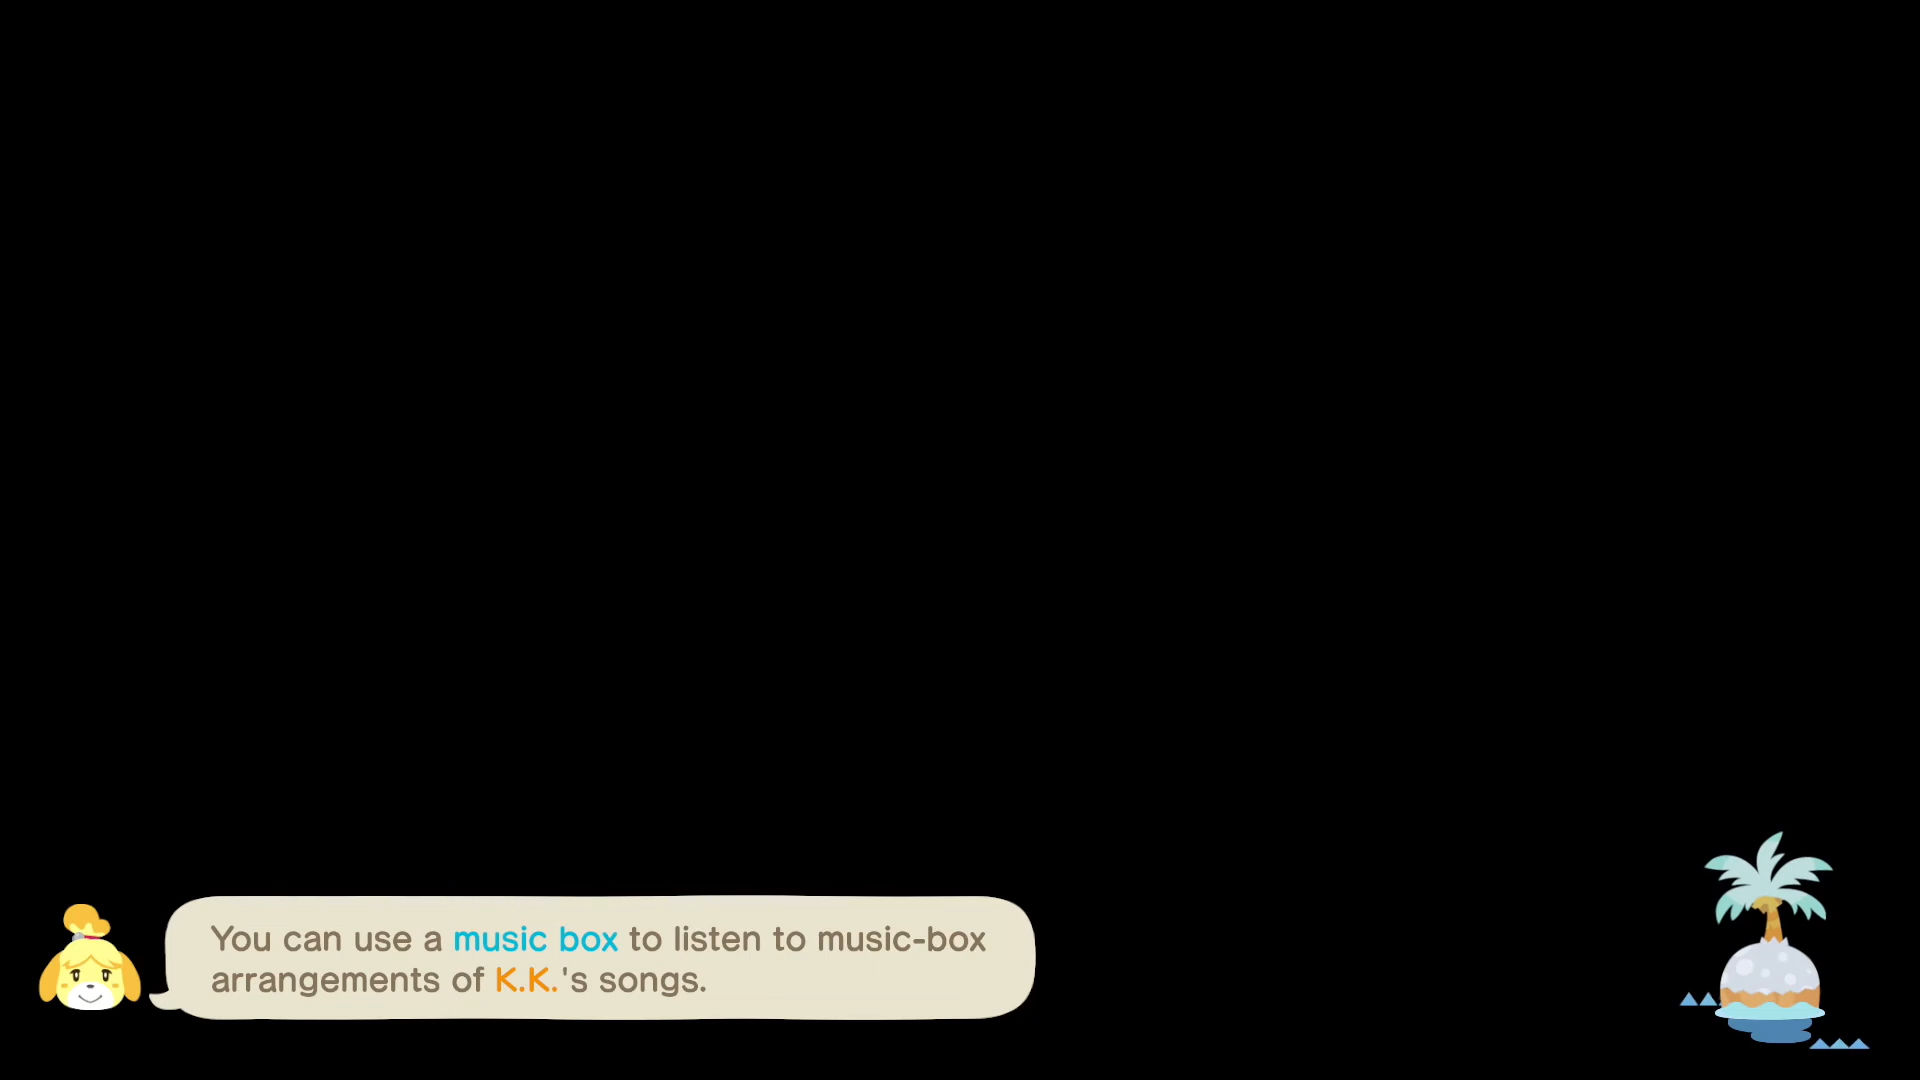 You can use a music box to listen to music-box
arrangements of K.K.'s songs.